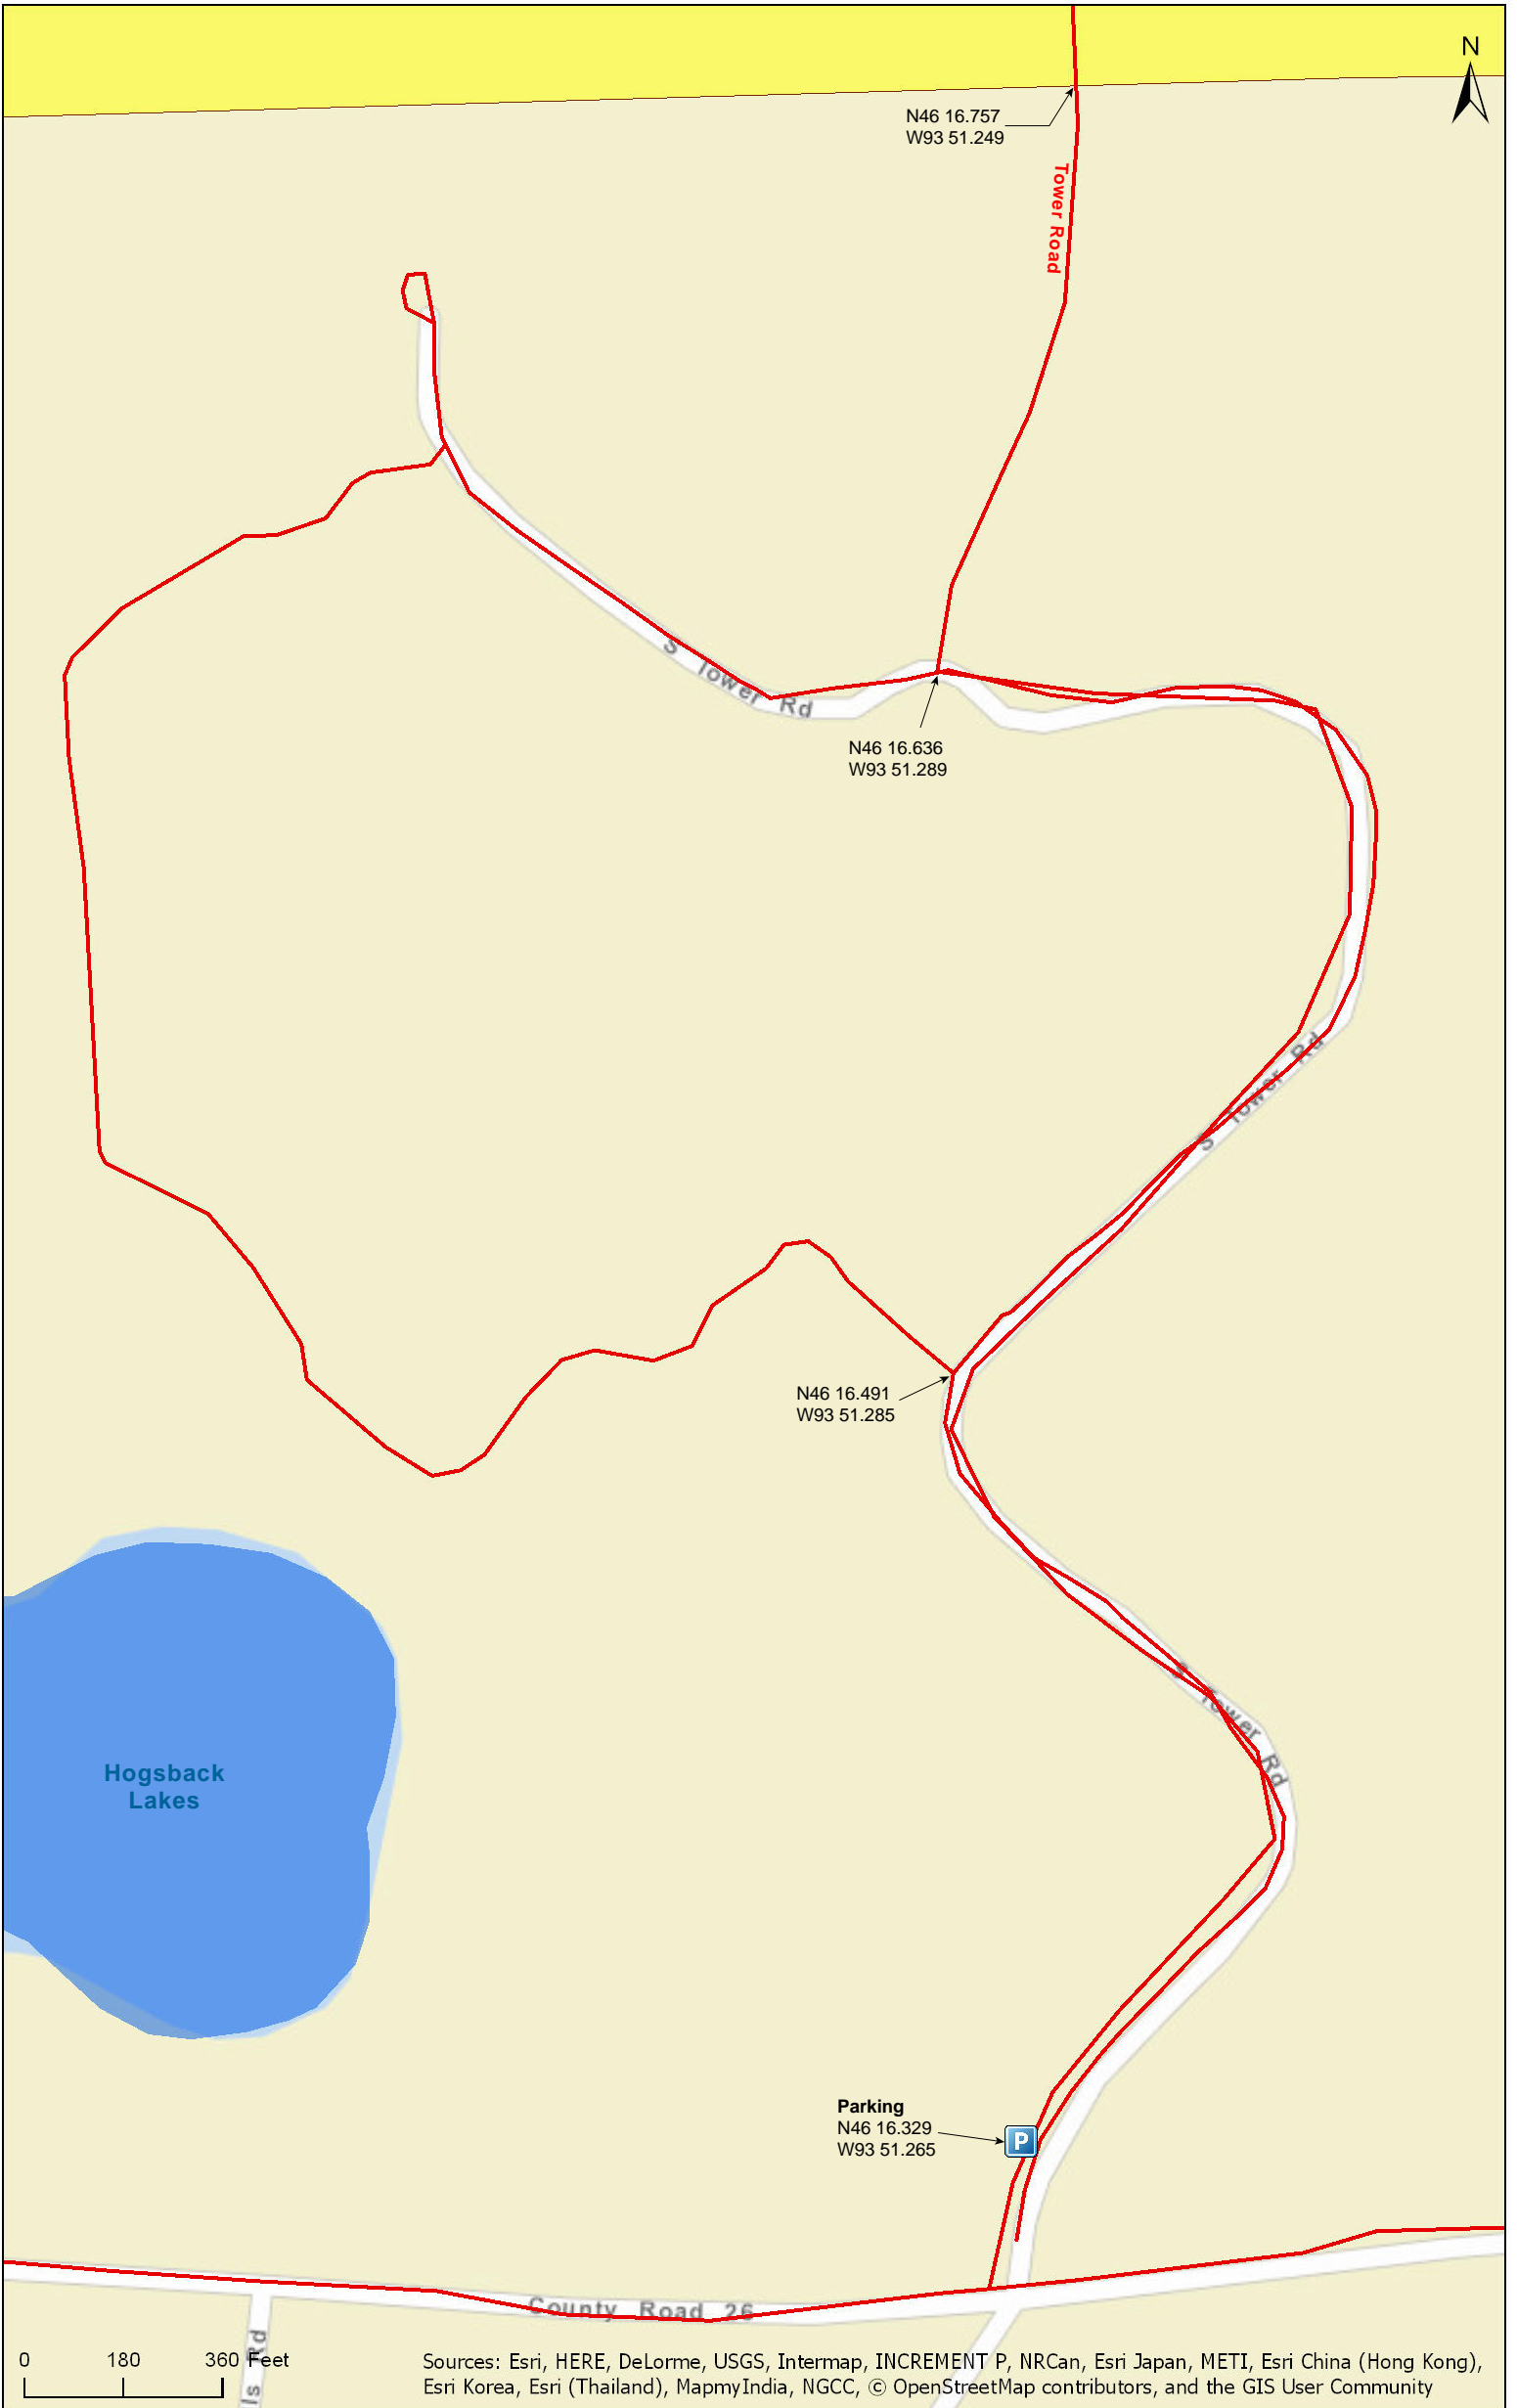 N
N46 16.757
W93 51.249
Tower Road
S Tower Rd
N46 16.636
W93 51.289
S Tower Rd
N46 16.491
W93 51.285
S Tower Rd
Hogsback
Lakes
Parking
N46 16.329
W93 51.265
P
County Road 26
ls Rd
0 180 360 Feet
Sources: Esri, HERE, DeLorme, USGS, Intermap, INCREMENT P, NRCan, Esri Japan, METI, Esri China (Hong Kong),
Esri Korea, Esri (Thailand), MapmyIndia, NGCC, © OpenStreetMap contributors, and the GIS User Community